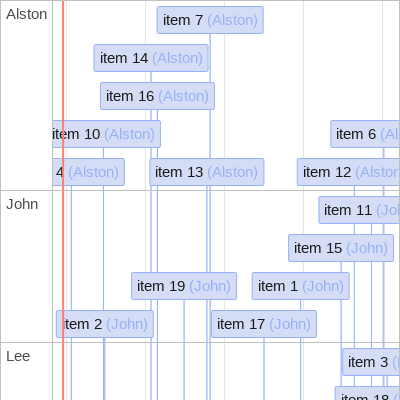 Alston
item 7 (Alston)
item 14 (Alston)
item 16 (Alston)
item 10 (Alston)
item 6 (Al
4 (Alston)
item 13 (Alston)
item 12 (Alston
John
item 11 (Jo
item 15 (John)
item 19 (John)
item 1 (John)
item 2 (John)
item 17 (John)
Lee
item 3 (
item 18 (